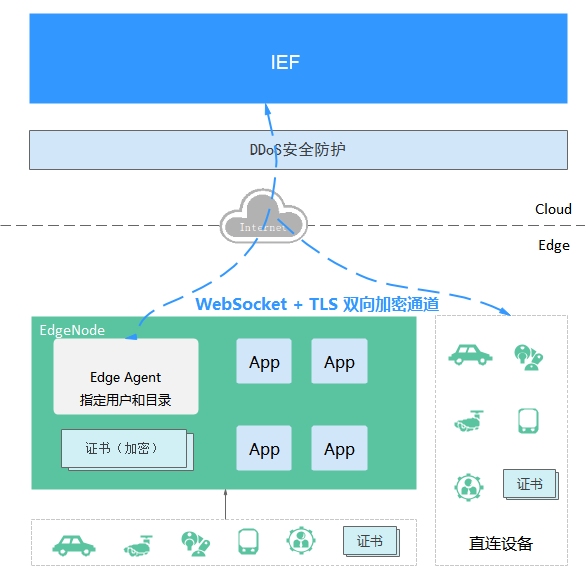 IEF
DDoS安全防护
Internet
Cloud
Edge
WebSocket + TLS 双向加密通道
EdgeNode
Edge Agent
指定用户和目录
App
App
证书（加密）
App
App
证书
直连设备
证书